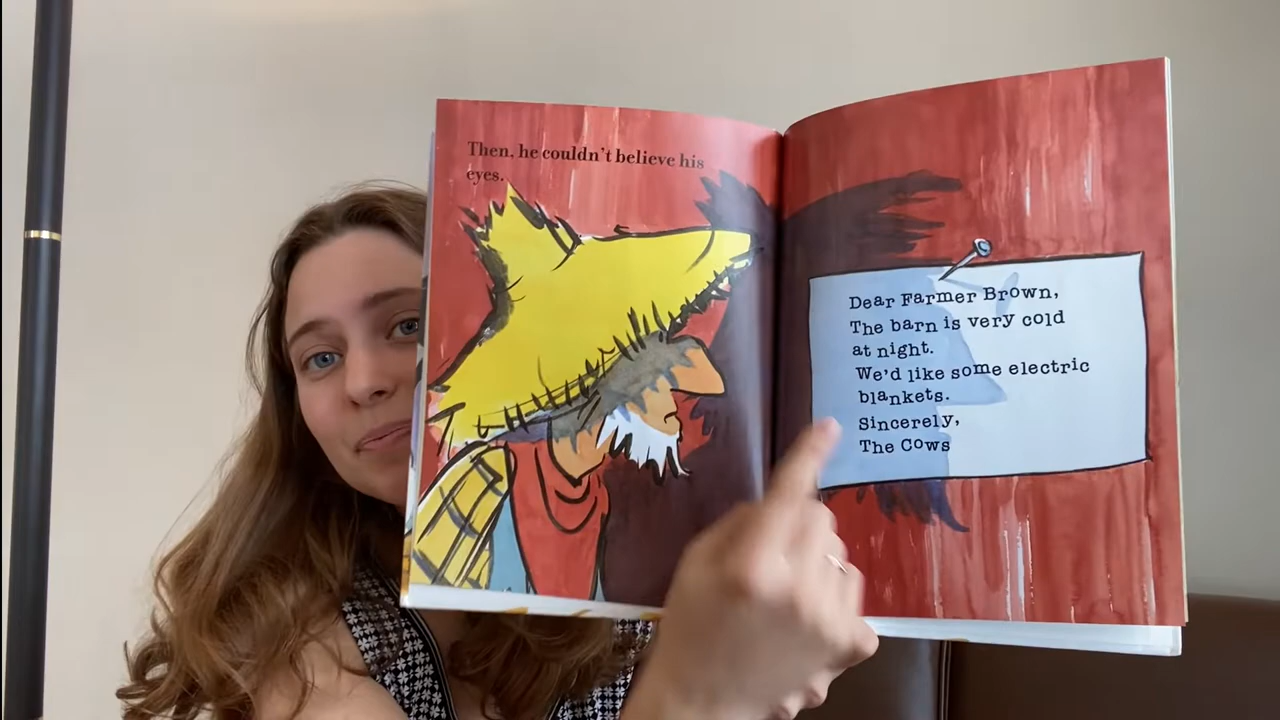 Then, he couldn't believe his
eyes.
Dear Farmer Brown,
The barn is very cold
at night.
We'd like some electric
blankets.
Sincerely,
The Cows